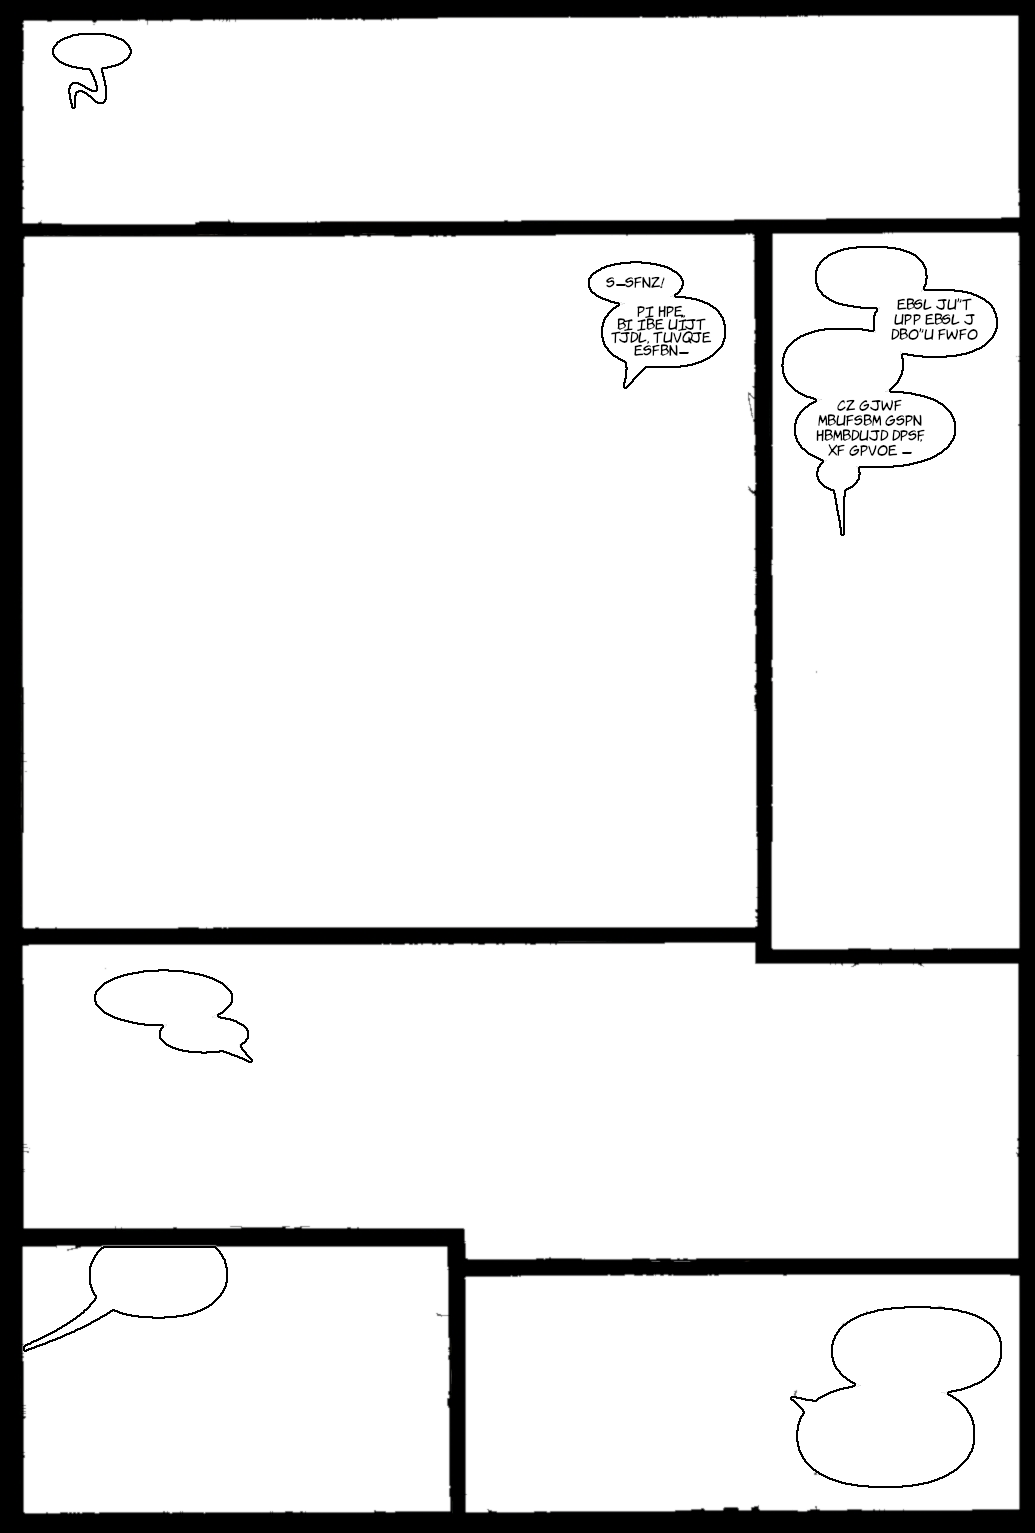 S—SFNZ!
PI HPE,
BI IBE UIJT
TJDL, TUVQJE
ESFBN—
EBSL JU"T
UPP EBSL J
DBO"U FWFO
CZ GJWF
MBUFSBM GSPN
HBMBDUJD DPSF,
XF GPVOE —